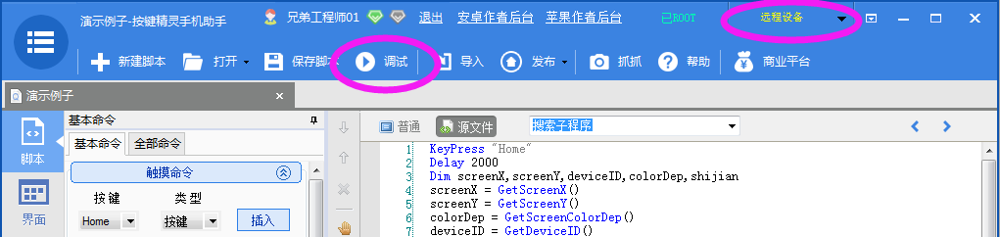 演示例子-按键精灵手机助手 兄弟工程师01 退出 安卓作者后台 苹果作者后台 已ROOT 远程设备
新建脚本 打开 保存脚本 调试 导入 发布 抓抓 帮助 商业平台
演示例子
脚本
界面
基本命令
基本命令 全部命令
触摸命令
按键 类型
Home 按键 插入
普通 源文件 搜索子程序
1 KeyPress "Home"
2 Delay 2000
3 Dim screenX,screenY,deviceID,colorDep,shijian
4 screenX = GetScreenX()
5 screenY = GetScreenY()
6 colorDep = GetScreenColorDep()
7 deviceID = GetDeviceID()